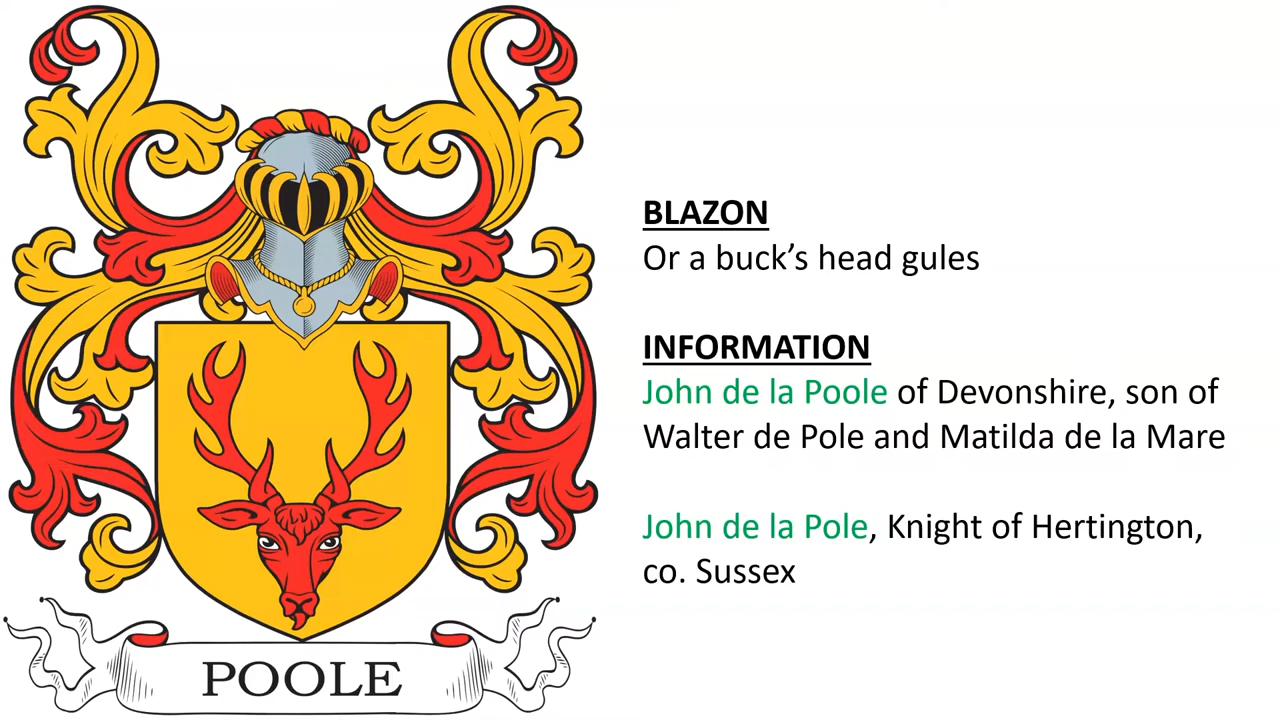 BLAZON
Or a buck’s head gules
INFORMATION
John de la Poole of Devonshire, son of
Walter de Pole and Matilda de la Mare
John de la Pole, Knight of Hertington,
co. Sussex
POOLE